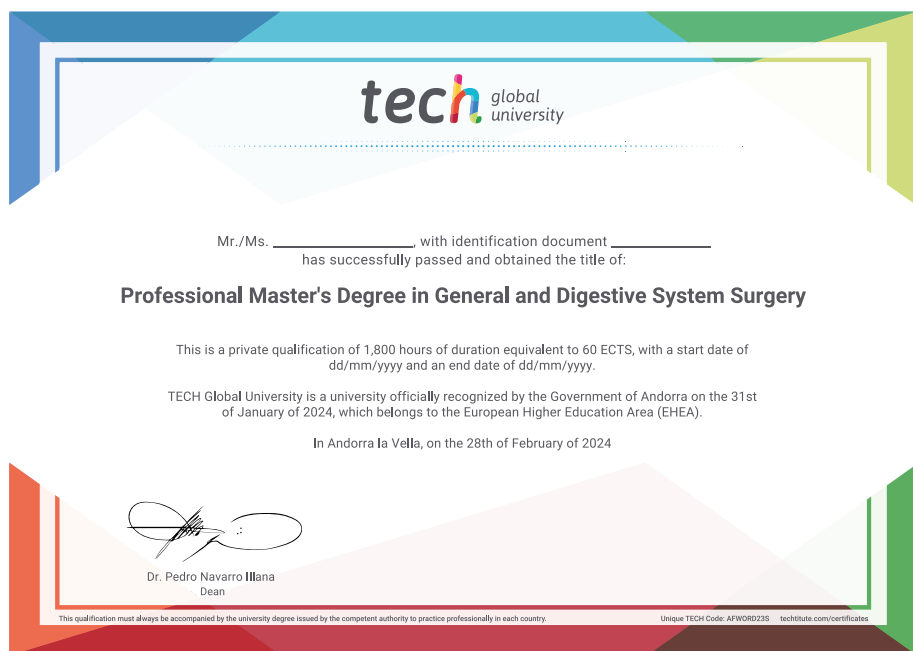 tech global
university
Mr./Ms. ____________________, with identification document ______________
has successfully passed and obtained the title of:
Professional Master's Degree in General and Digestive System Surgery
This is a private qualification of 1,800 hours of duration equivalent to 60 ECTS, with a start date of
dd/mm/yyyy and an end date of dd/mm/yyyy.
TECH Global University is a university officially recognized by the Government of Andorra on the 31st
of January of 2024, which belongs to the European Higher Education Area (EHEA).
In Andorra la Vella, on the 28th of February of 2024
Dr. Pedro Navarro Illana
Dean
This qualification must always be accompanied by the university degree issued by the competent authority to practice professionally in each country.
Unique TECH Code: AFWORD23S techtitute.com/certificates